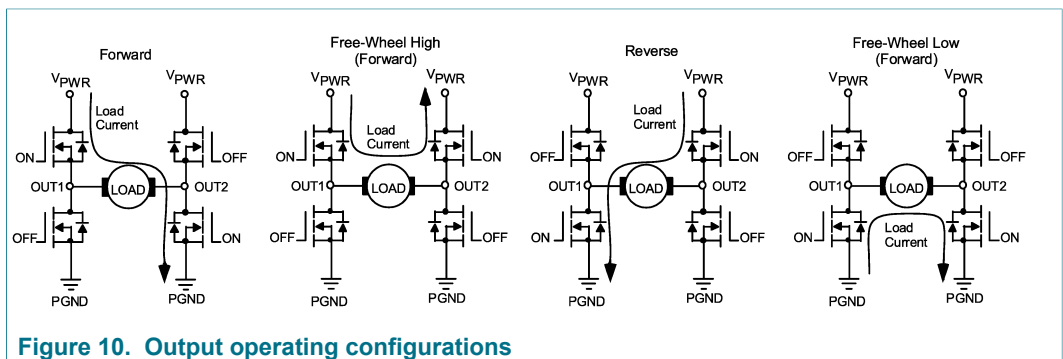 Forward
VPWR
VPWR
Load
Current
ON
OFF
OUT1
LOAD
OUT2
OFF
ON
PGND
PGND
Free-Wheel High
(Forward)
VPWR
VPWR
Load
Current
ON
ON
OUT1
LOAD
OUT2
OFF
OFF
PGND
PGND
Reverse
VPWR
VPWR
Load
Current
OFF
ON
OUT1
LOAD
OUT2
ON
OFF
PGND
PGND
Free-Wheel Low
(Forward)
VPWR
VPWR
OFF
OFF
OUT1
LOAD
OUT2
ON
Load
Current
ON
PGND
PGND
Figure 10. Output operating configurations